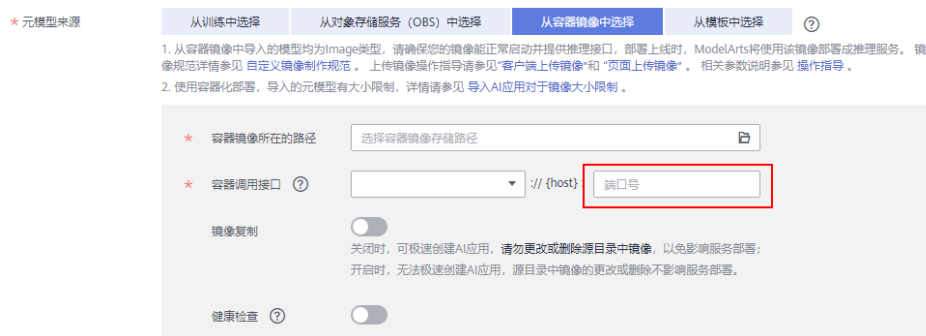 * 元模型来源 从训练中选择 从对象存储服务（OBS）中选择 从容器镜像中选择 从模板中选择 ?
1. 从容器镜像中导入的模型均为Image类型，请确保您的镜像能正常启动并提供推理接口，部署上线时，ModelArts将使用该镜像部署成推理服务。 镜
像规范详情参见 自定义镜像制作规范 。 上传镜像操作指导请参见"客户端上传镜像"和 "页面上传镜像" 。 相关参数说明参见 操作指导 。
2. 使用容器化部署，导入的元模型有大小限制，详情请参见 导入AI应用对于镜像大小限制 。
* 容器镜像所在的路径 选择容器镜像存储路径
* 容器调用接口 ? :// {host} : 端口号
镜像复制
关闭时，可极速创建AI应用，请勿更改或删除源目录中镜像，以免影响服务部署；
开启时，无法极速创建AI应用，源目录中镜像的更改或删除不影响服务部署。
健康检查 ?